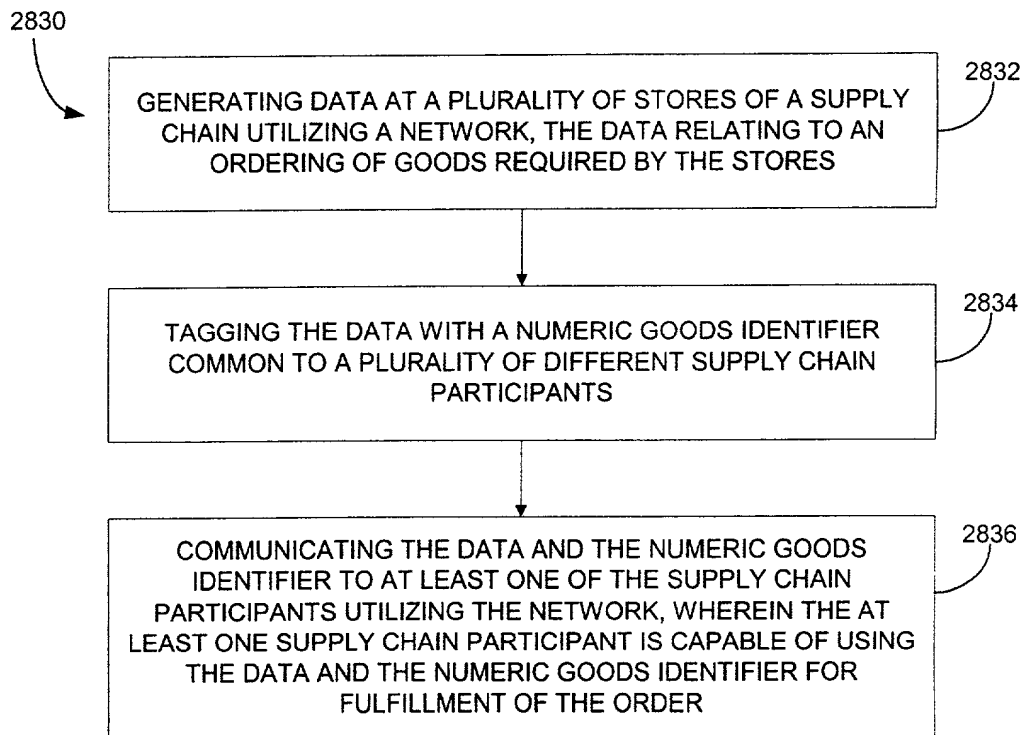 2830
2832
GENERATING DATA AT A PLURALITY OF STORES OF A SUPPLY
CHAIN UTILIZING A NETWORK, THE DATA RELATING TO AN
ORDERING OF GOODS REQUIRED BY THE STORES
2834
TAGGING THE DATA WITH A NUMERIC GOODS IDENTIFIER
COMMON TO A PLURALITY OF DIFFERENT SUPPLY CHAIN
PARTICIPANTS
2836
COMMUNICATING THE DATA AND THE NUMERIC GOODS
IDENTIFIER TO AT LEAST ONE OF THE SUPPLY CHAIN
PARTICIPANTS UTILIZING THE NETWORK, WHEREIN THE AT
LEAST ONE SUPPLY CHAIN PARTICIPANT IS CAPABLE OF USING
THE DATA AND THE NUMERIC GOODS IDENTIFIER FOR
FULFILLMENT OF THE ORDER